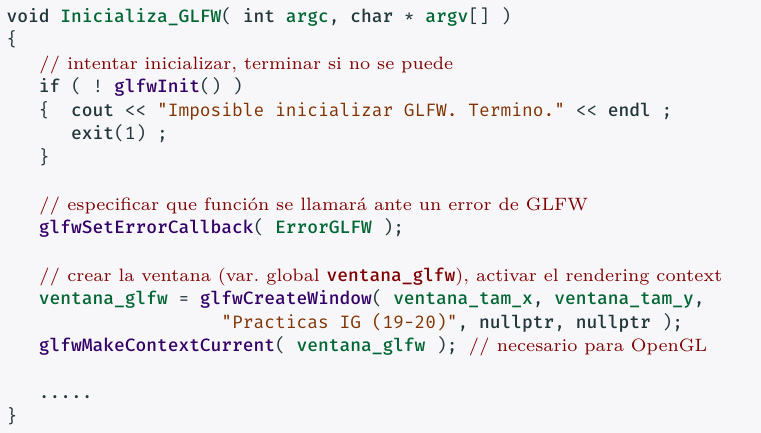 void Inicializa_GLFW( int argc, char * argv[] )
{
// intentar inicializar, terminar si no se puede
if ( ! glfwInit() )
{ cout << "Imposible inicializar GLFW. Termino." << endl ;
exit(1) ;
}
// especificar que función se llamará ante un error de GLFW
glfwSetErrorCallback( ErrorGLFW );
// crear la ventana (var. global ventana_glfw), activar el rendering context
ventana_glfw = glfwCreateWindow( ventana_tam_x, ventana_tam_y,
"Practicas IG (19-20)", nullptr, nullptr );
glfwMakeContextCurrent( ventana_glfw ); // necesario para OpenGL
.....
}